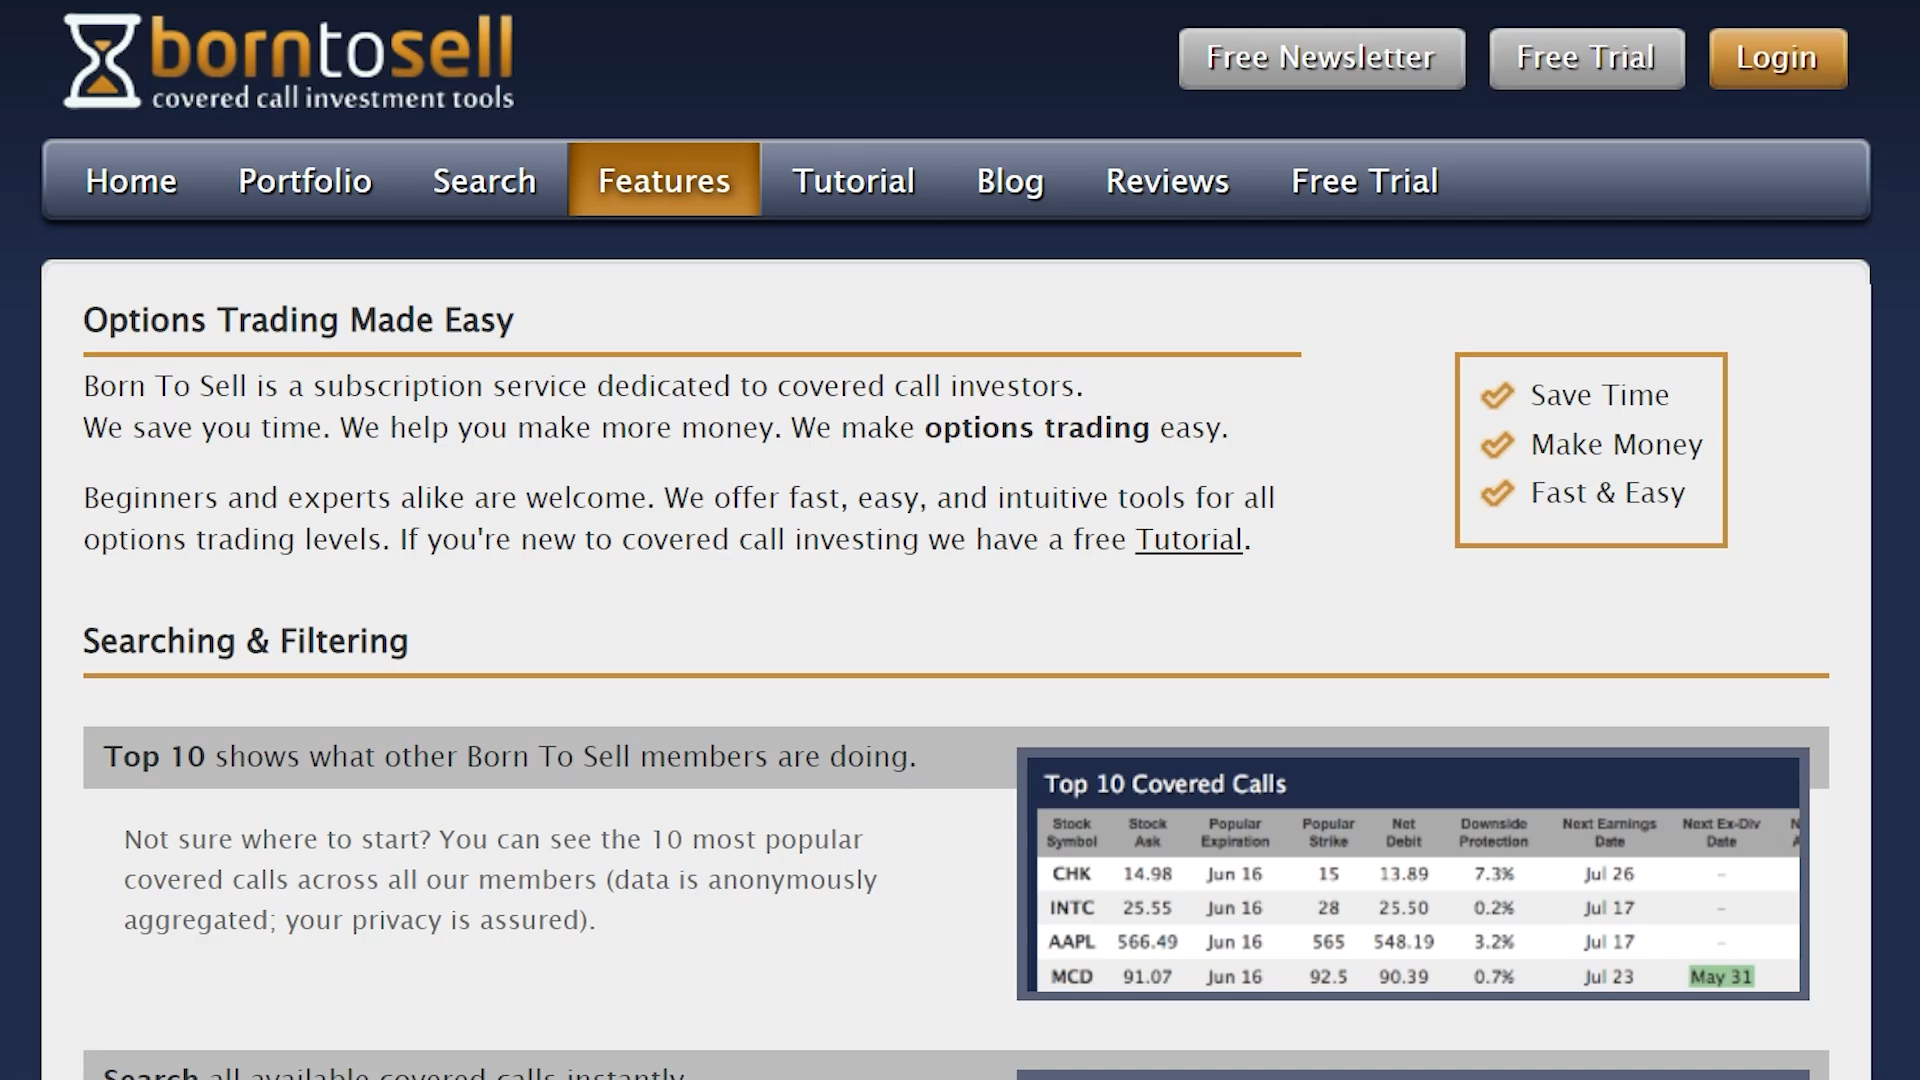 borntosell
covered call investment tools
Free Newsletter Free Trial Login
Home Portfolio Search Features Tutorial Blog Reviews Free Trial
Options Trading Made Easy
Born To Sell is a subscription service dedicated to covered call investors.
We save you time. We help you make more money. We make options trading easy.
Beginners and experts alike are welcome. We offer fast, easy, and intuitive tools for all
options trading levels. If you're new to covered call investing we have a free Tutorial.
Save Time
Make Money
Fast & Easy
Searching & Filtering
Top 10 shows what other Born To Sell members are doing.
Not sure where to start? You can see the 10 most popular
covered calls across all our members (data is anonymously
aggregated; your privacy is assured).
Top 10 Covered Calls
Stock Symbol Stock Ask Popular Expiration Popular Strike Net Debit Downside Protection Next Earnings Date Next Ex-Div Date
CHK 14.98 Jun 16 15 13.89 7.3% Jul 26 –
INTC 25.55 Jun 16 28 25.50 0.2% Jul 17 –
AAPL 566.49 Jun 16 565 548.19 3.2% Jul 17 –
MCD 91.07 Jun 16 92.5 90.39 0.7% Jul 23 May 31
Search all available covered calls instantly